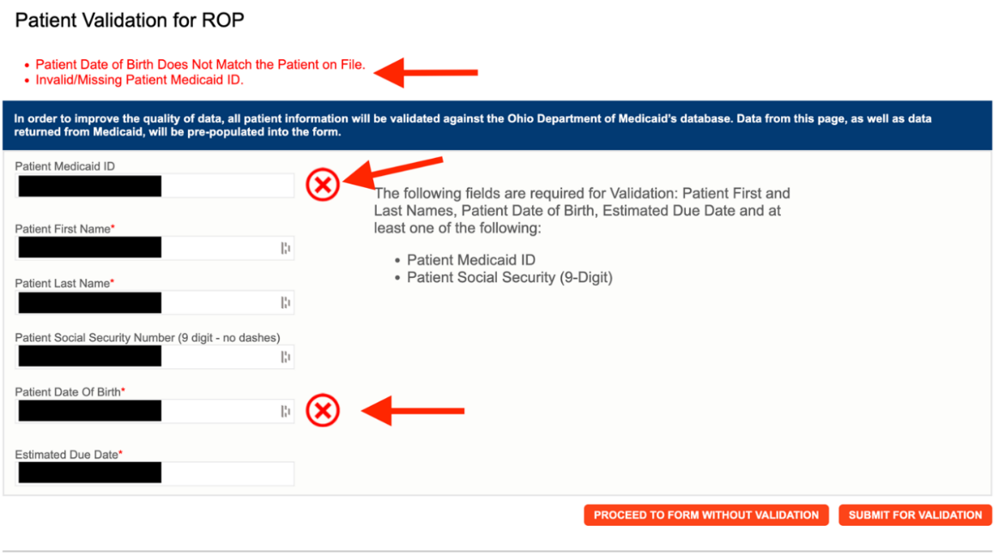 Patient Validation for ROP
• Patient Date of Birth Does Not Match the Patient on File.
• Invalid/Missing Patient Medicaid ID.
In order to improve the quality of data, all patient information will be validated against the Ohio Department of Medicaid's database. Data from this page, as well as data
returned from Medicaid, will be pre-populated into the form.
Patient Medicaid ID
The following fields are required for Validation: Patient First and
Last Names, Patient Date of Birth, Estimated Due Date and at
least one of the following:
• Patient Medicaid ID
• Patient Social Security (9-Digit)
Patient First Name*
Patient Last Name*
Patient Social Security Number (9 digit - no dashes)
Patient Date Of Birth*
Estimated Due Date*
PROCEED TO FORM WITHOUT VALIDATION
SUBMIT FOR VALIDATION